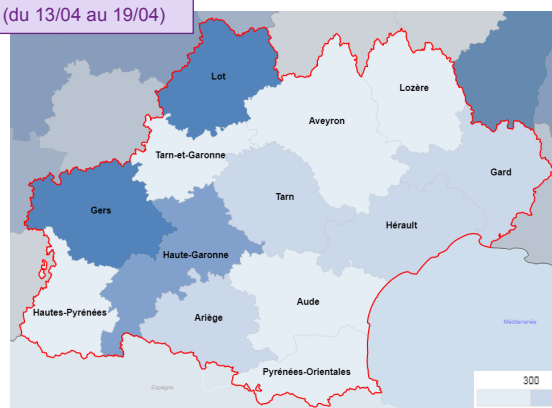 (du 13/04 au 19/04)
Lot
Lozère
Aveyron
Tarn-et-Garonne
Gard
Tarn
Gers
Hérault
Haute-Garonne
Aude
Hautes-Pyrénées
Ariège
Méditerranée
Pyrénées-Orientales
300
Espagne